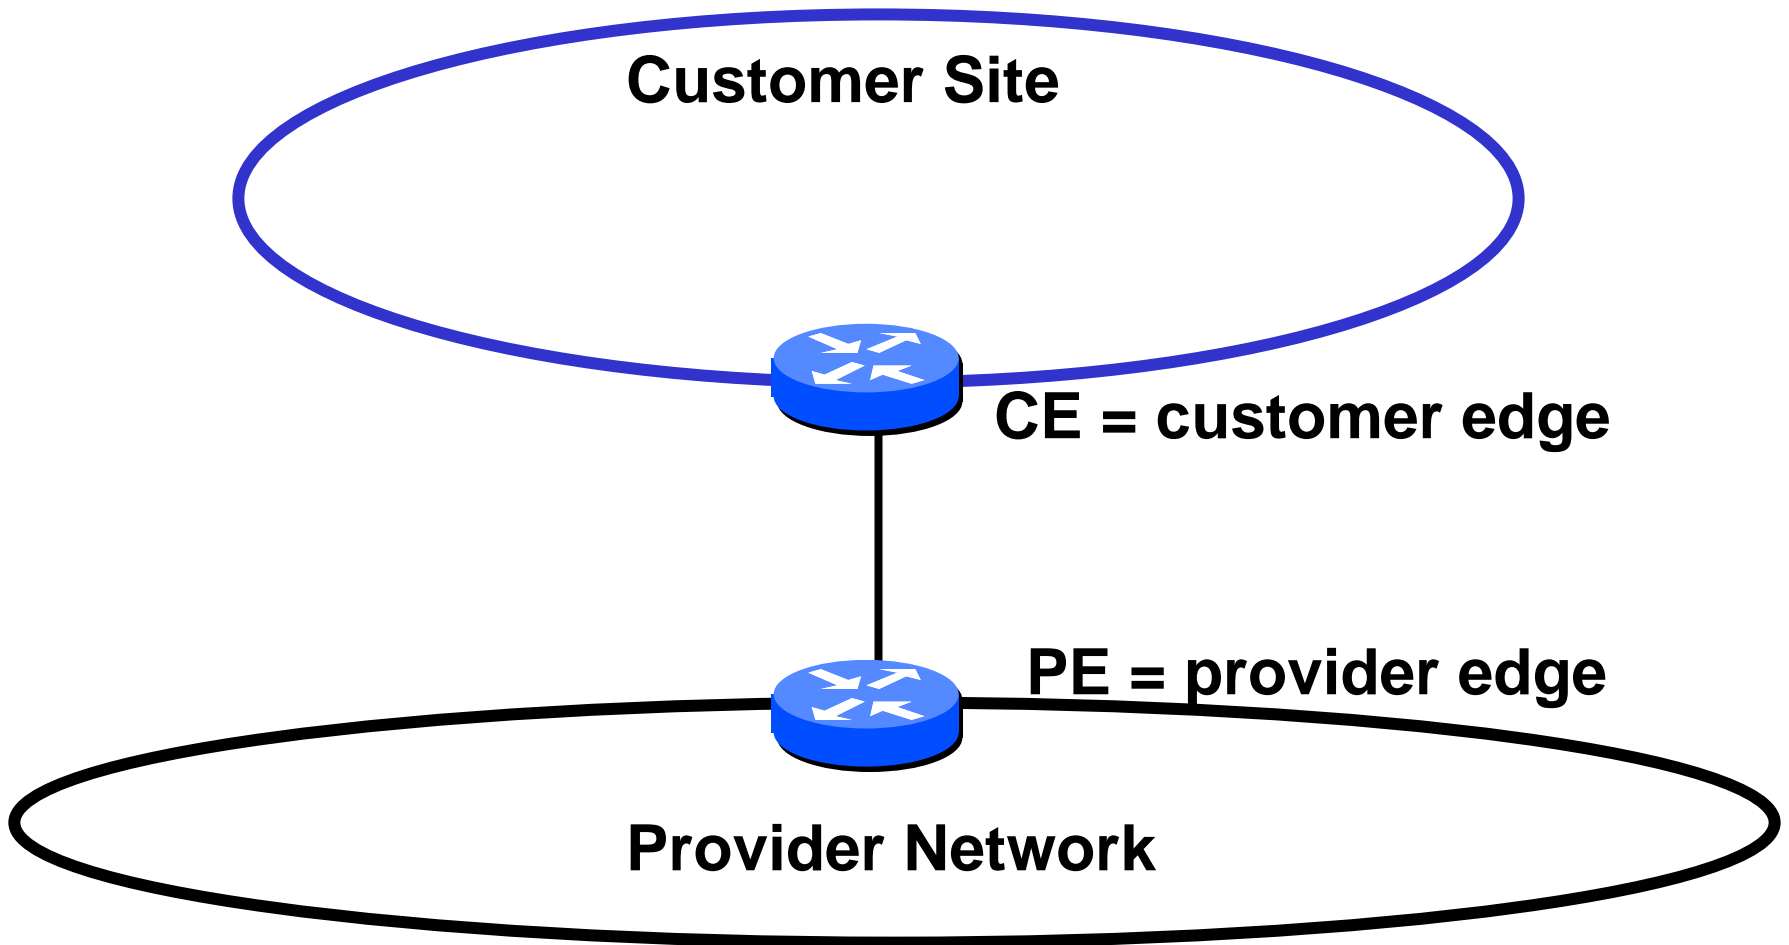 Customer Site
CE = customer edge
PE = provider edge
Provider Network